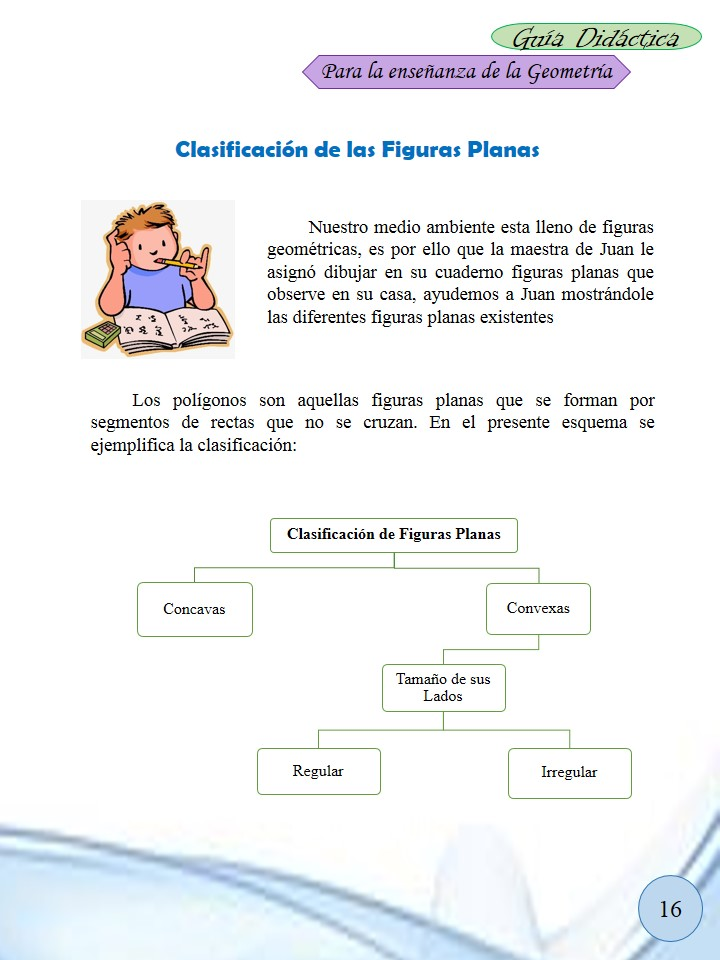 Guía Didáctica
Para la enseñanza de la Geometría
Clasificación de las Figuras Planas
Nuestro medio ambiente esta lleno de figuras
geométricas, es por ello que la maestra de Juan le
asignó dibujar en su cuaderno figuras planas que
observe en su casa, ayudemos a Juan mostrándole
las diferentes figuras planas existentes
Los polígonos son aquellas figuras planas que se forman por
segmentos de rectas que no se cruzan. En el presente esquema se
ejemplifica la clasificación:
Clasificación de Figuras Planas
Concavas
Convexas
Tamaño de sus
Lados
Regular
Irregular
16